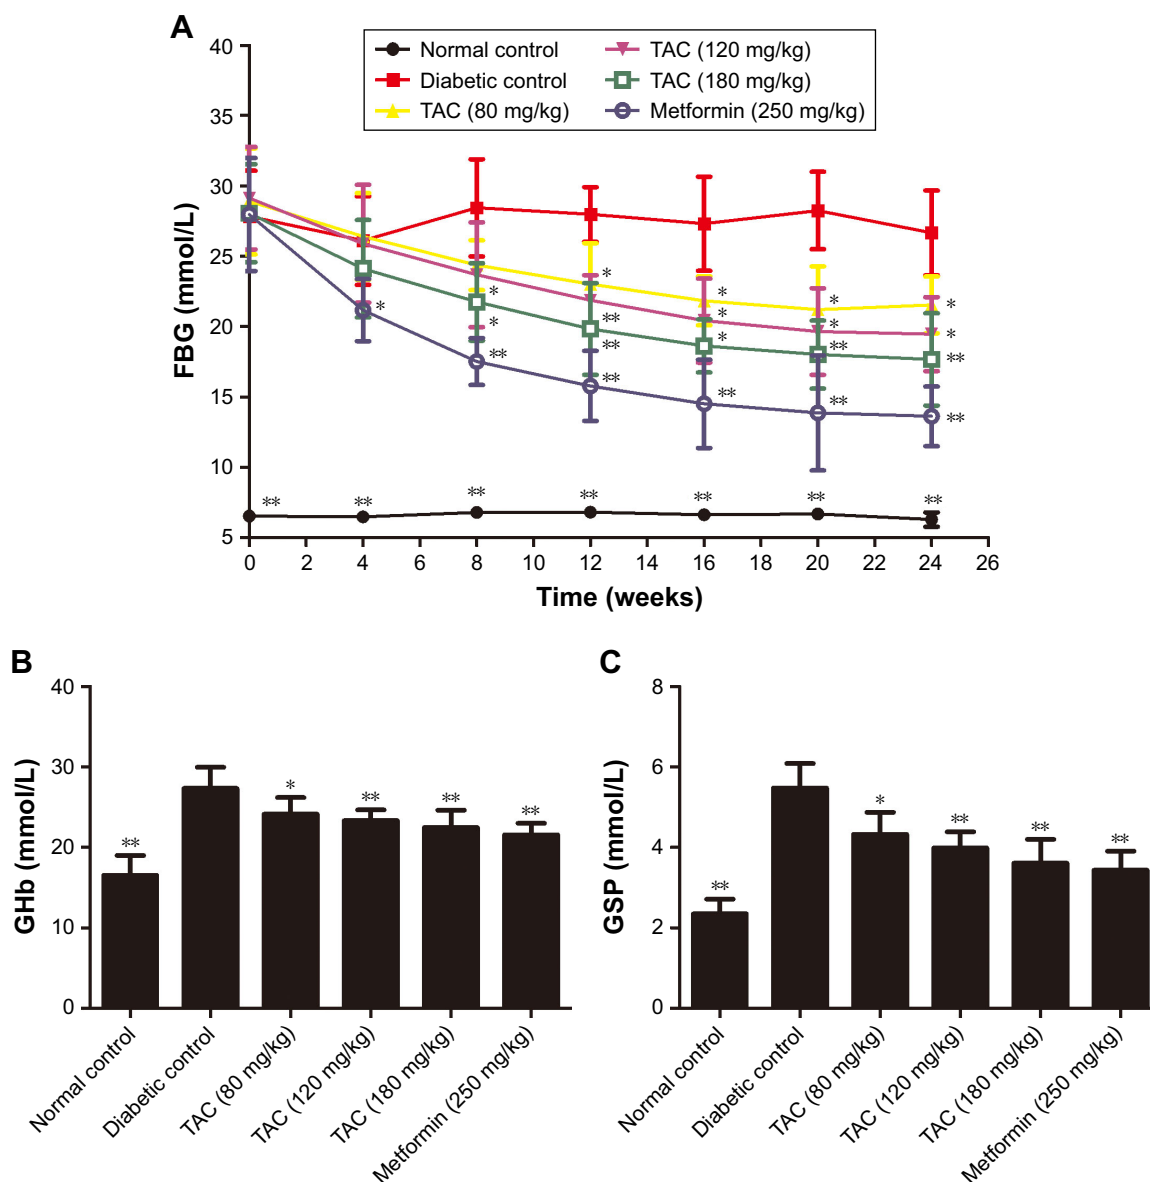 A
Normal control
Diabetic control
TAC (80 mg/kg)
TAC (120 mg/kg)
TAC (180 mg/kg)
Metformin (250 mg/kg)
FBG (mmol/L)
40
35
30
25
20
15
10
5
* * * * *
* * ** * * *
* ** * ** **
** ** ** ** **
** ** ** ** ** ** **
0 2 4 6 8 10 12 14 16 18 20 22 24 26
Time (weeks)
B
GHb (mmol/L)
40
30
20
10
0
** * ** ** **
Normal control
Diabetic control
TAC (80 mg/kg)
TAC (120 mg/kg)
TAC (180 mg/kg)
Metformin (250 mg/kg)
C
GSP (mmol/L)
8
6
4
2
0
** * ** ** **
Normal control
Diabetic control
TAC (80 mg/kg)
TAC (120 mg/kg)
TAC (180 mg/kg)
Metformin (250 mg/kg)